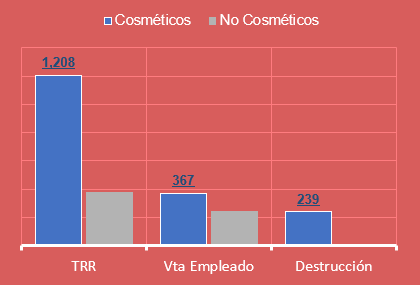 Cosméticos No Cosméticos
1,208
367
239
TRR Vta Empleado Destrucción